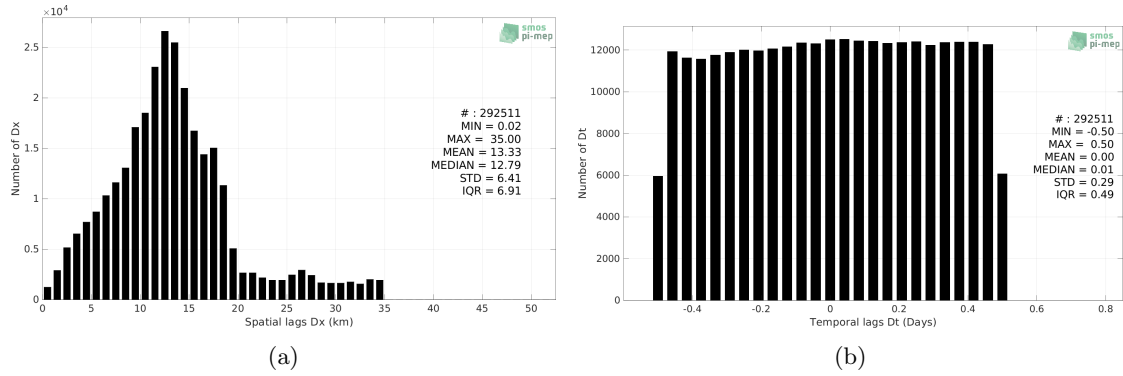 ×10⁴
2.5
2
1.5
1
0.5
0
0 5 10 15 20 25 30 35 40 45 50
Number of Dx
Spatial lags Dx (km)
smos
pi-mep
# : 292511
MIN = 0.02
MAX = 35.00
MEAN = 13.33
MEDIAN = 12.79
STD = 6.41
IQR = 6.91
(a)
12000
10000
8000
6000
4000
2000
0
-0.4 -0.2 0 0.2 0.4 0.6 0.8
Number of Dt
Temporal lags Dt (Days)
smos
pi-mep
# : 292511
MIN = -0.50
MAX = 0.50
MEAN = 0.00
MEDIAN = 0.01
STD = 0.29
IQR = 0.49
(b)